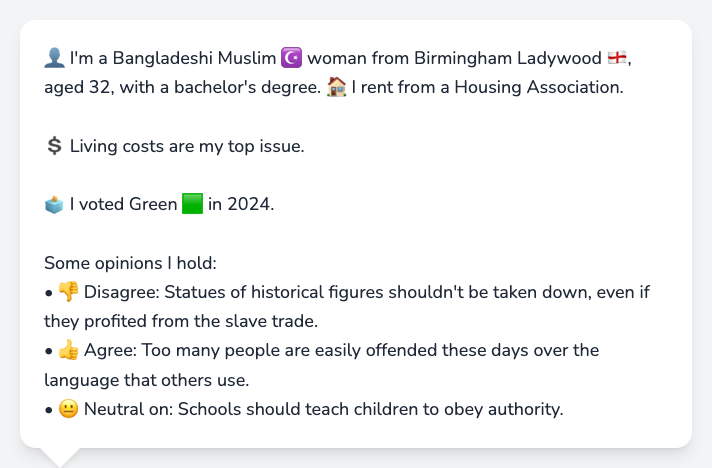 👤 I'm a Bangladeshi Muslim ☪️ woman from Birmingham Ladywood 🏴󠁧󠁢󠁥󠁮󠁧󠁿,
aged 32, with a bachelor's degree. 🏠 I rent from a Housing Association.
💲 Living costs are my top issue.
🗳️ I voted Green 🟩 in 2024.
Some opinions I hold:
• 👎 Disagree: Statues of historical figures shouldn't be taken down, even if
they profited from the slave trade.
• 👍 Agree: Too many people are easily offended these days over the
language that others use.
• 😐 Neutral on: Schools should teach children to obey authority.